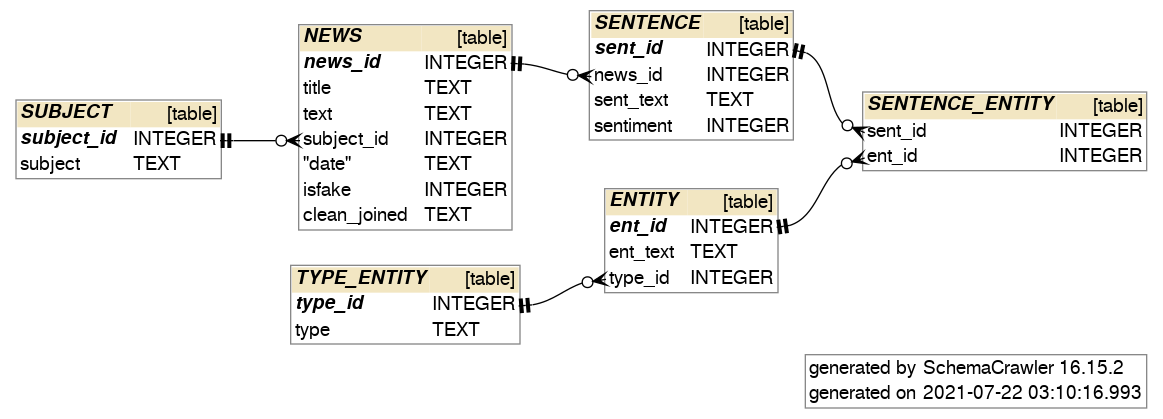 SUBJECT [table]
subject_id INTEGER
subject TEXT
NEWS [table]
news_id INTEGER
title TEXT
text TEXT
subject_id INTEGER
"date" TEXT
isfake INTEGER
clean_joined TEXT
SENTENCE [table]
sent_id INTEGER
news_id INTEGER
sent_text TEXT
sentiment INTEGER
SENTENCE_ENTITY [table]
sent_id INTEGER
ent_id INTEGER
ENTITY [table]
ent_id INTEGER
ent_text TEXT
type_id INTEGER
TYPE_ENTITY [table]
type_id INTEGER
type TEXT
generated by SchemaCrawler 16.15.2
generated on 2021-07-22 03:10:16.993